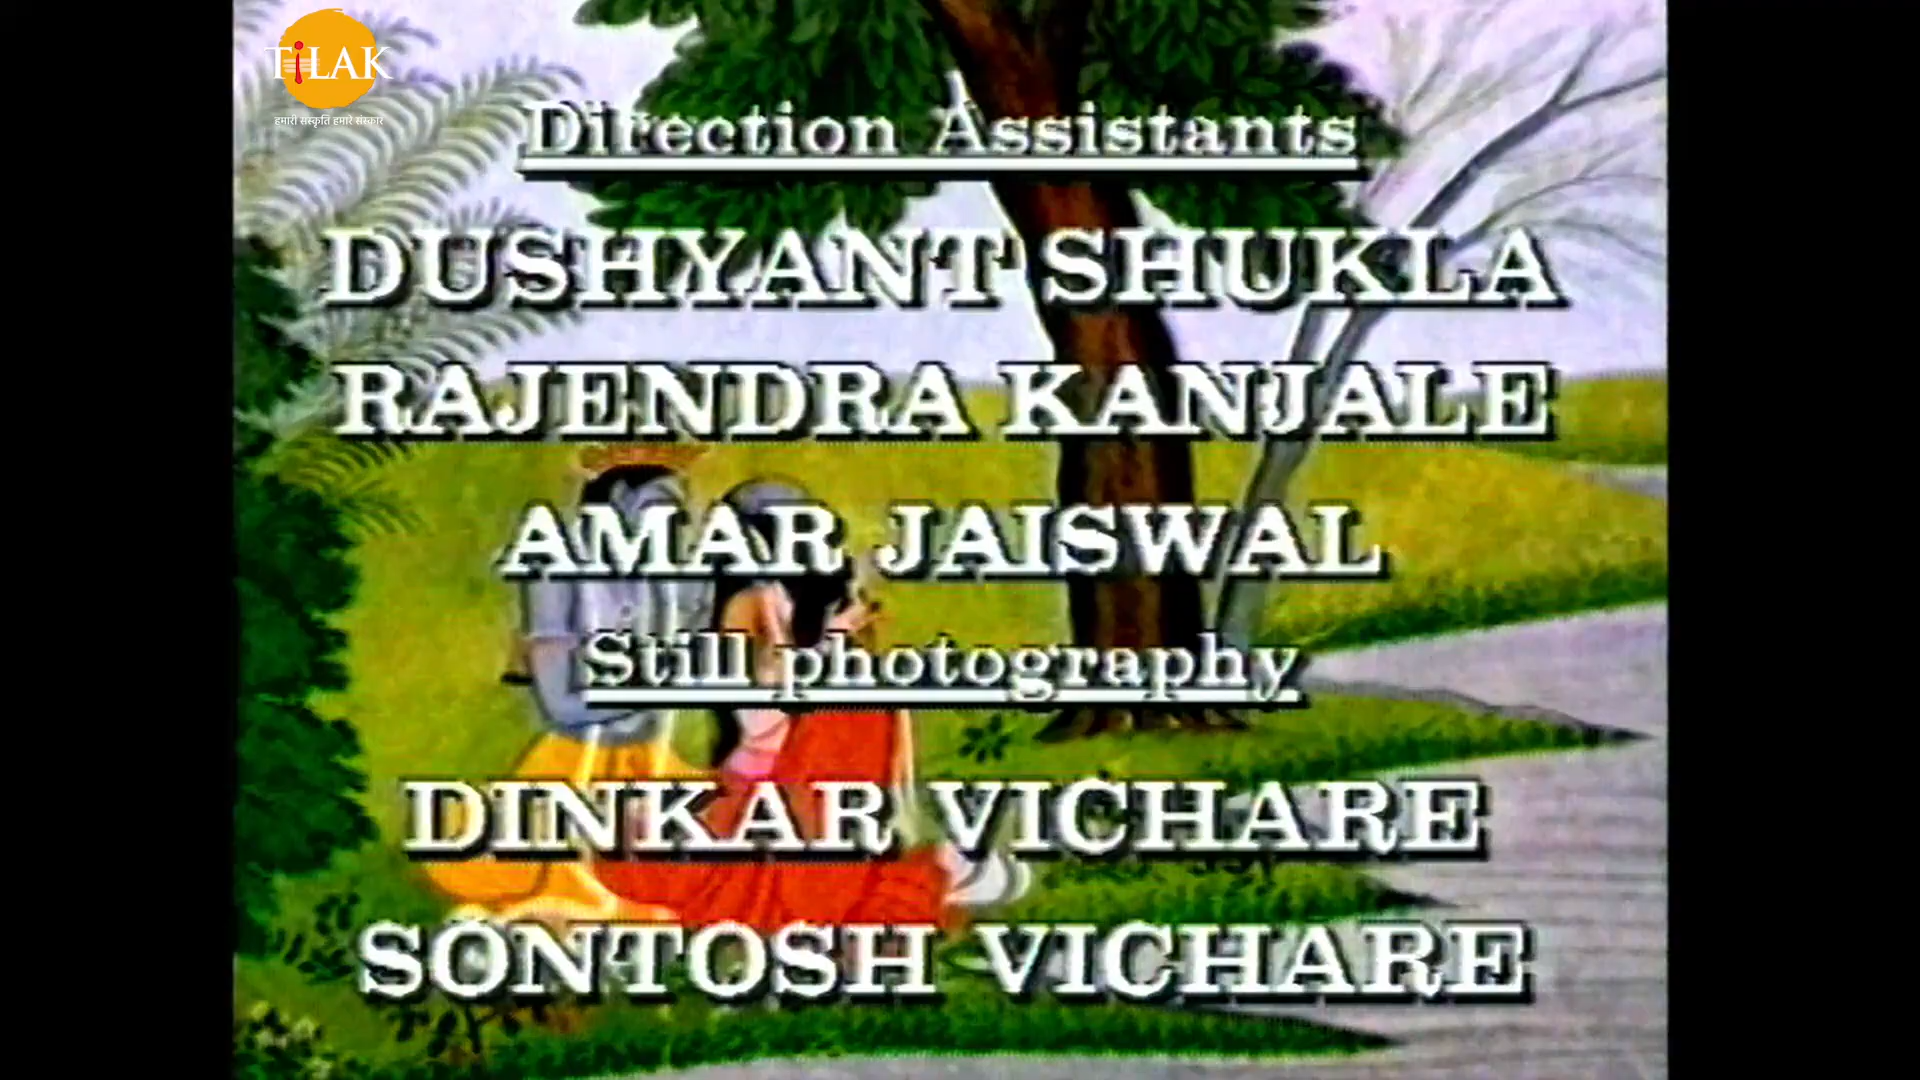 TiLAK
हमारी संस्कृति हमारे संस्कार
Direction Assistants
DUSHYANT SHUKLA
RAJENDRA KANJALE
AMAR JAISWAL
Still photography
DINKAR VICHARE
SONTOSH VICHARE